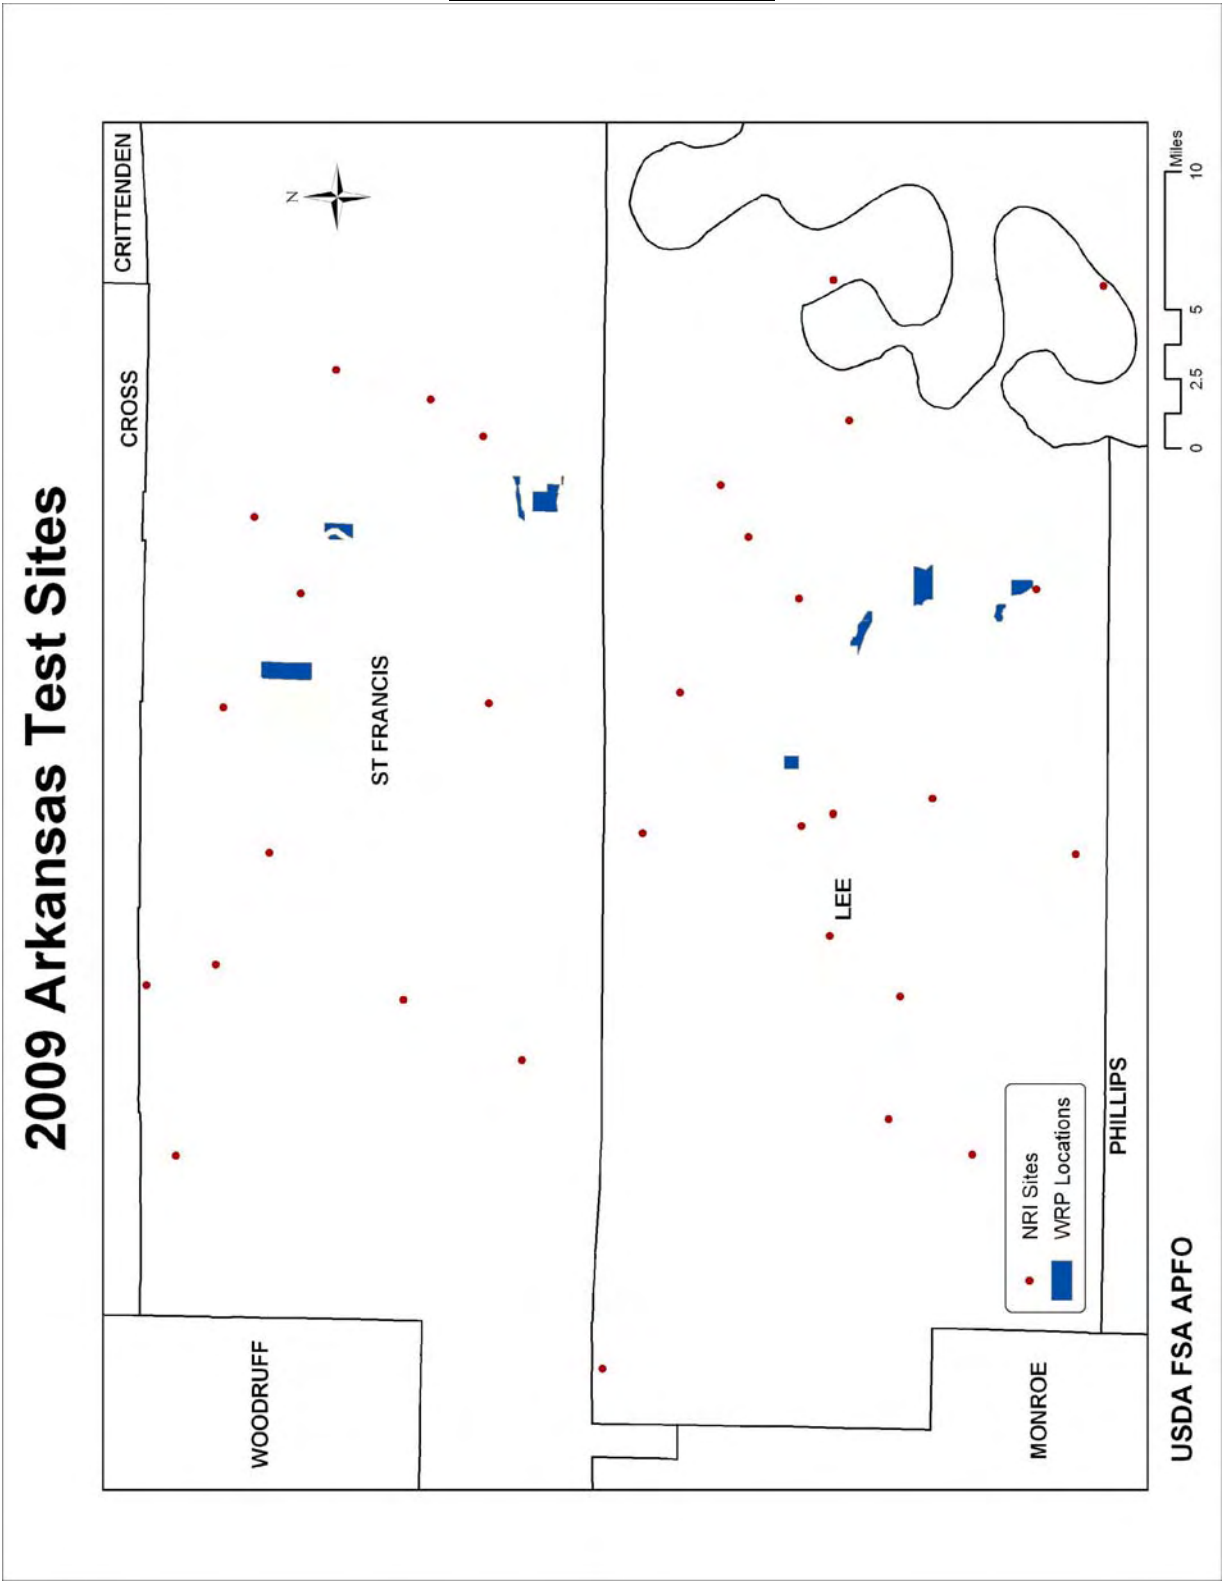 2009 Arkansas Test Sites
CROSS
CRITTENDEN
WOODRUFF
N
ST FRANCIS
LEE
MONROE
PHILLIPS
NRI Sites
WRP Locations
USDA FSA APFO
0 2.5 5 10
Miles